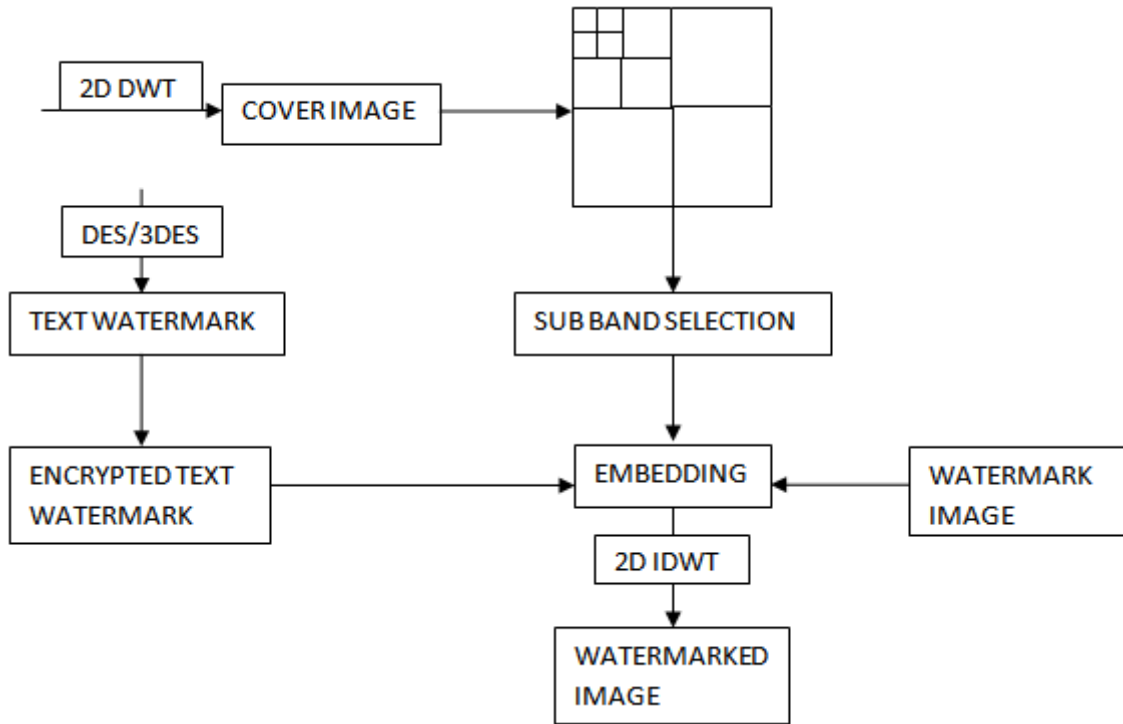 2D DWT
COVER IMAGE
DES/3DES
TEXT WATERMARK
SUB BAND SELECTION
ENCRYPTED TEXT
WATERMARK
EMBEDDING
WATERMARK
IMAGE
2D IDWT
WATERMARKED
IMAGE